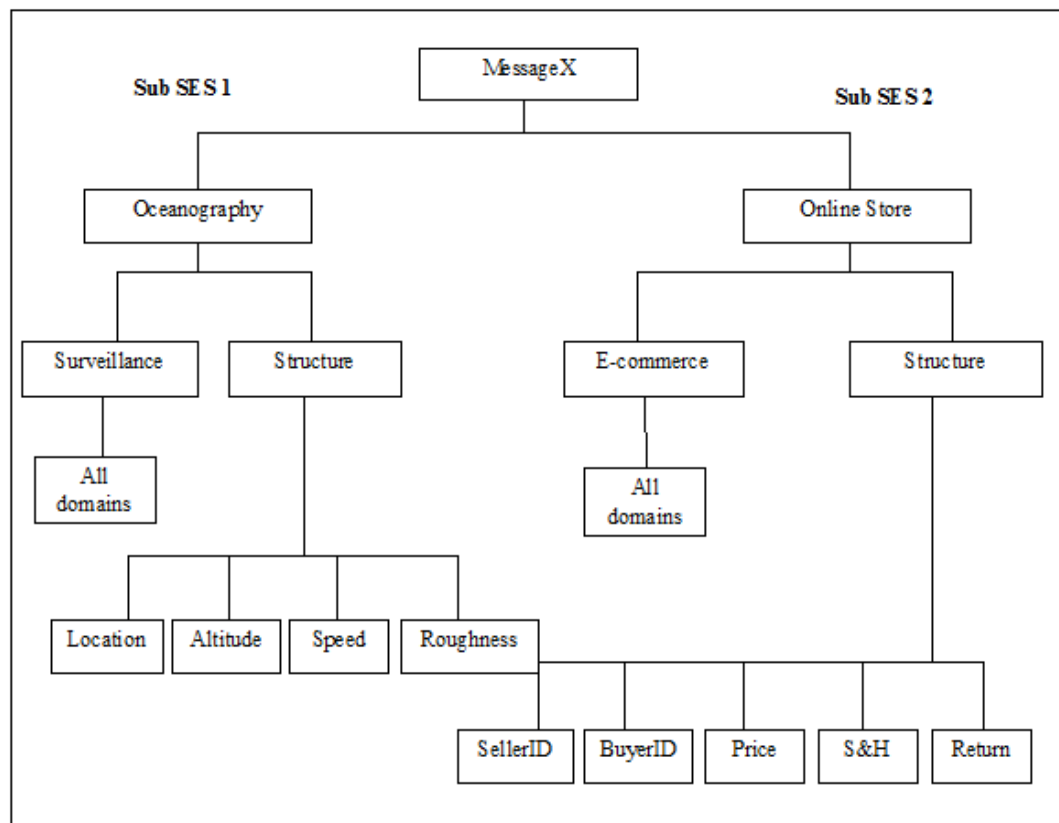 MessageX
Sub SES 1
Sub SES 2
Oceanography
Online Store
Surveillance
Structure
E-commerce
Structure
All
domains
All
domains
Location
Altitude
Speed
Roughness
SellerID
BuyerID
Price
S&H
Return